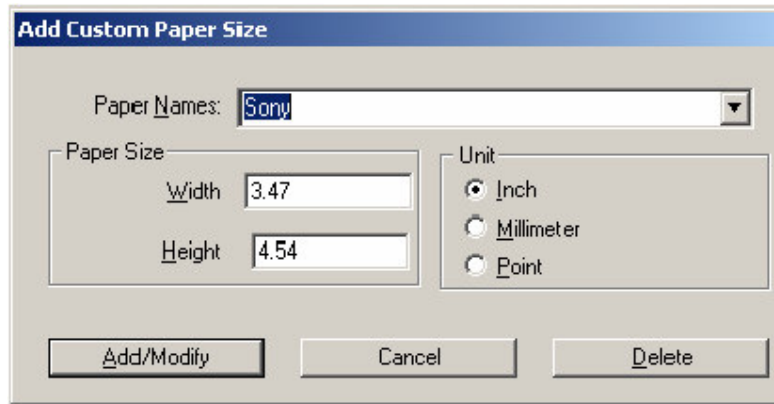 Add Custom Paper Size
Paper Names: Sony
Paper Size
Width 3.47
Height 4.54
Unit
Inch
Millimeter
Point
Add/Modify Cancel Delete